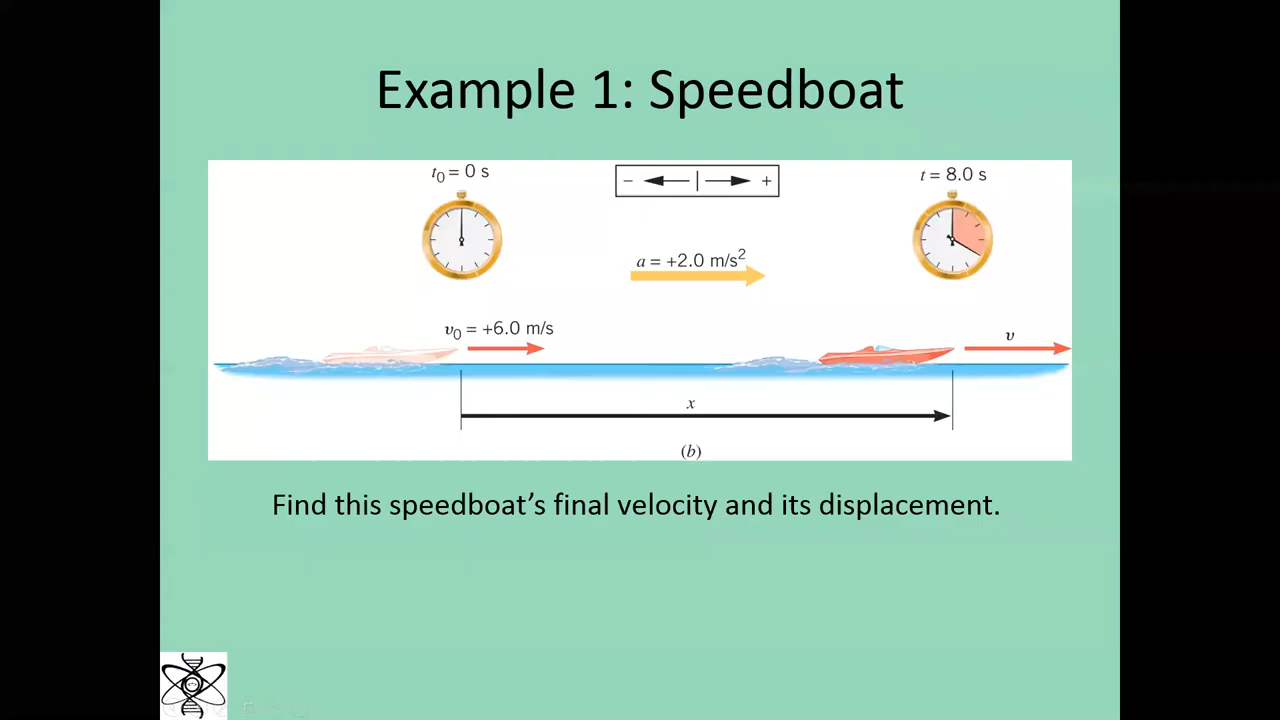 Example 1: Speedboat
t₀ = 0 s
− +
t = 8.0 s
a = +2.0 m/s²
v₀ = +6.0 m/s
v
x
(b)
Find this speedboat’s final velocity and its displacement.